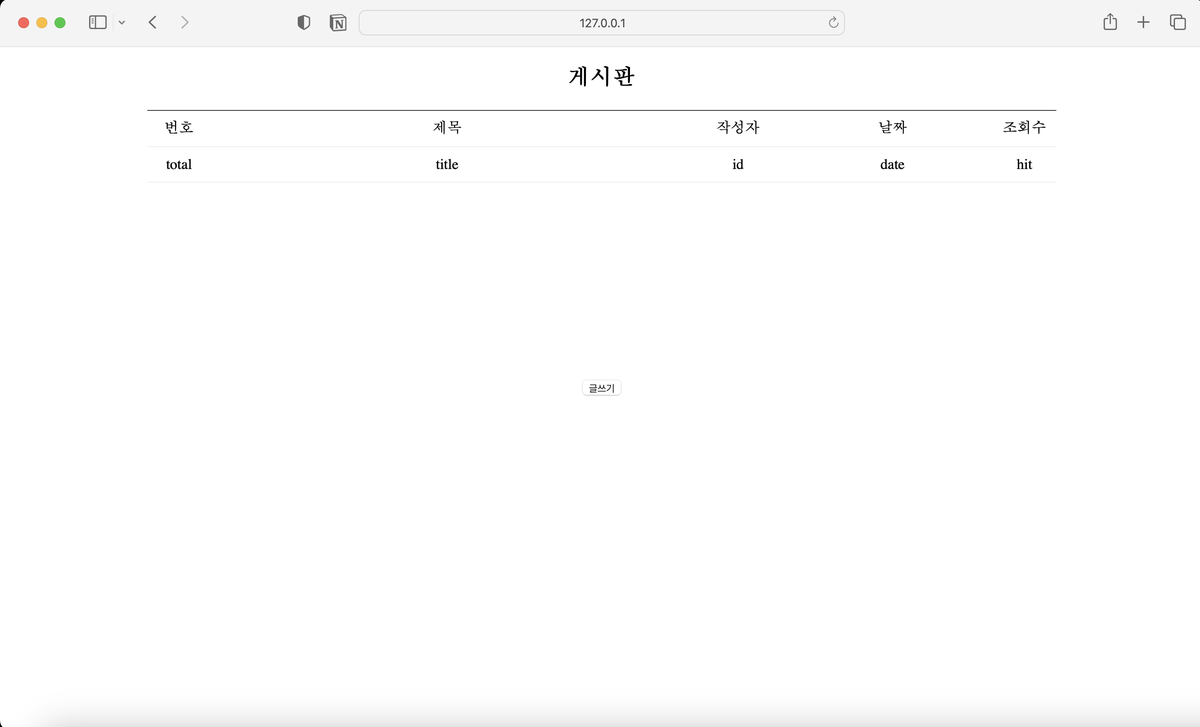 127.0.0.1
게시판
번호 제목 작성자 날짜 조회수
total title id date hit
글쓰기